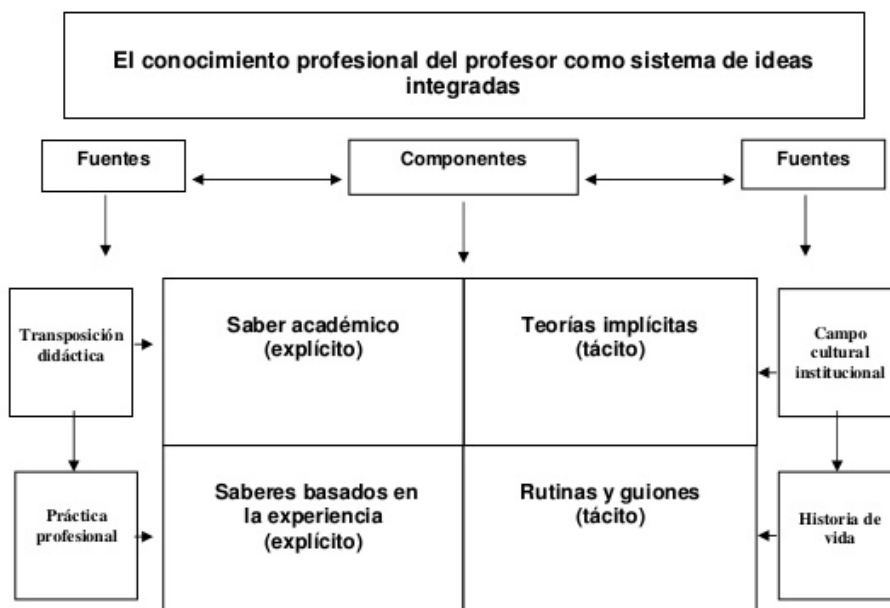 El conocimiento profesional del profesor como sistema de ideas
integradas
Fuentes
Componentes
Fuentes
Transposición
didáctica
Saber académico
(explícito)
Teorías implícitas
(tácito)
Campo
cultural
institucional
Práctica
profesional
Saberes basados en
la experiencia
(explícito)
Rutinas y guiones
(tácito)
Historia de
vida